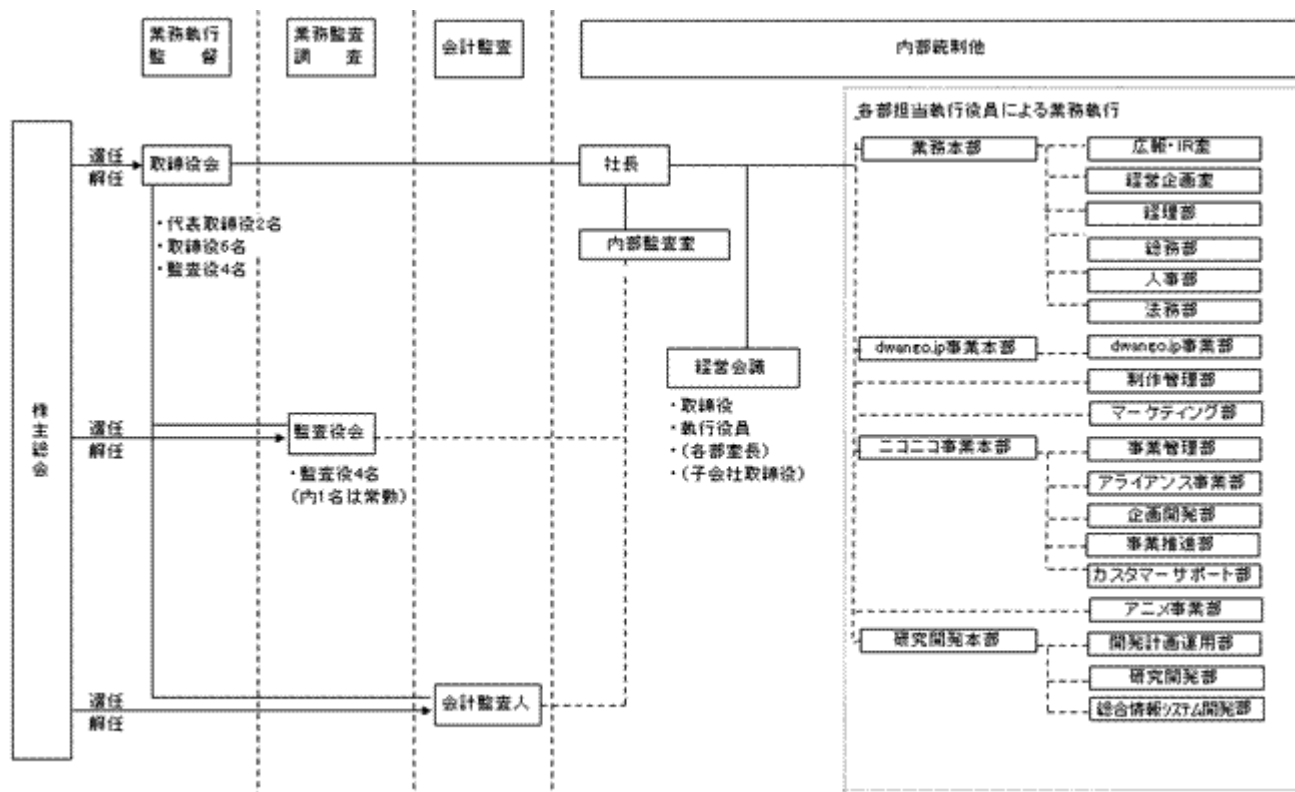 業務執行
監　　督
業務監査
調　　査
会計監査
内部統制他
各部担当執行役員による業務執行
株主総会
選任
解任
取締役会
・代表取締役2名
・取締役6名
・監査役4名
社長
内部監査室
経営会議
・取締役
・執行役員
・(各部室長)
・(子会社取締役)
選任
解任
監査役会
・監査役4名
(内1名は常勤)
選任
解任
会計監査人
業務本部
広報・IR室
経営企画室
経理部
総務部
人事部
法務部
dwango.jp事業本部
dwango.jp事業部
制作管理部
マーケティング部
ニコニコ事業本部
事業管理部
アライアンス事業部
企画開発部
事業推進部
カスタマーサポート部
アニメ事業部
研究開発本部
開発計画運用部
研究開発部
総合情報システム開発部